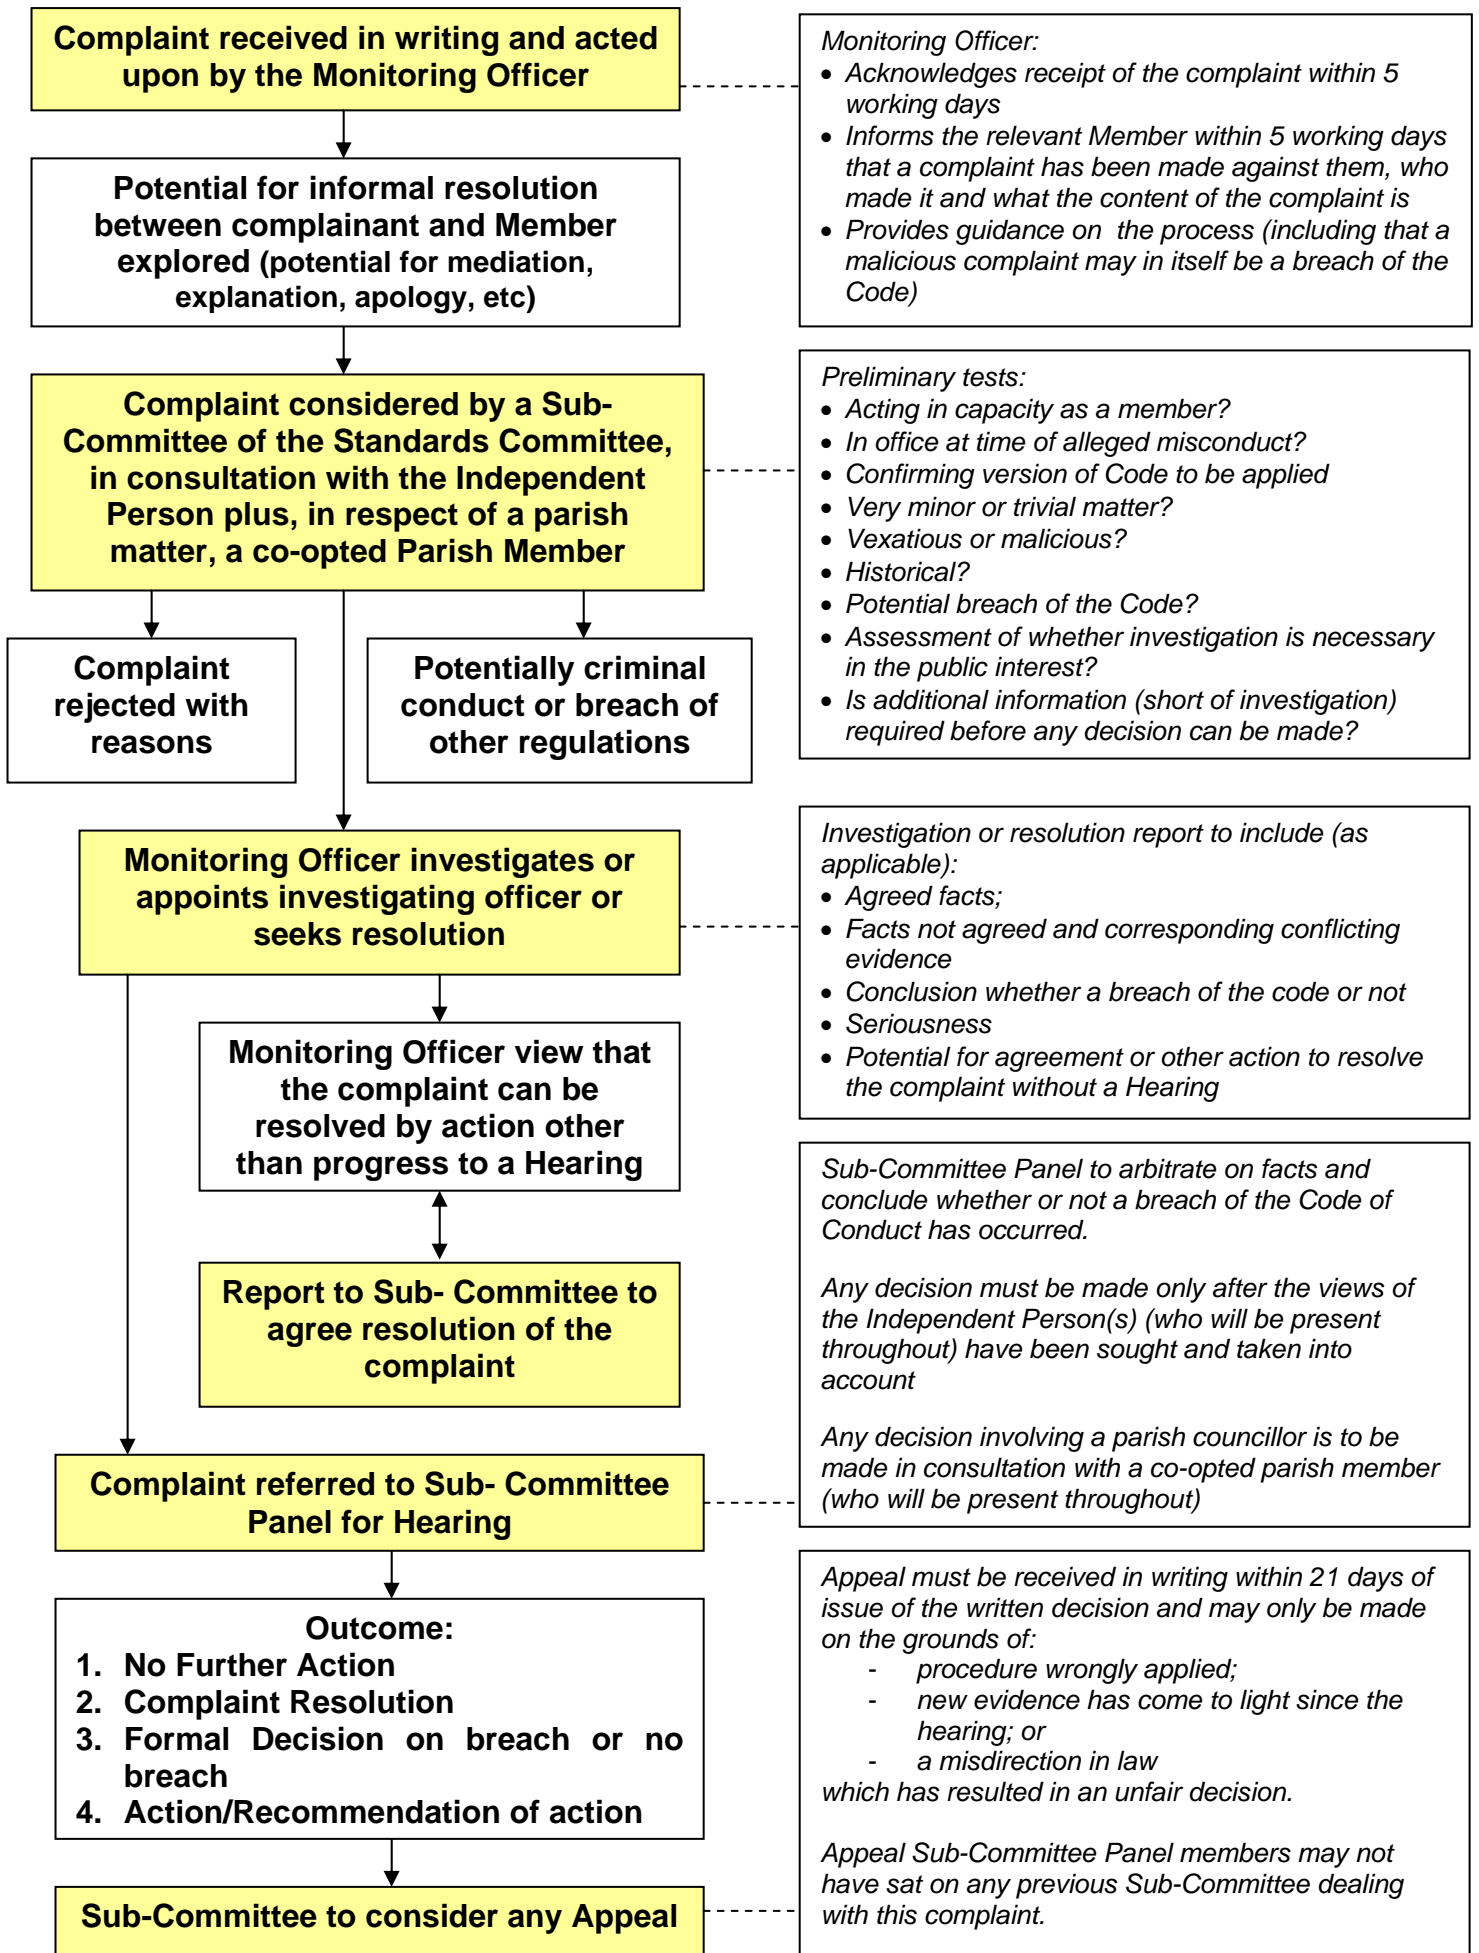 Complaint received in writing and acted
upon by the Monitoring Officer
Monitoring Officer:
• Acknowledges receipt of the complaint within 5
working days
• Informs the relevant Member within 5 working days
that a complaint has been made against them, who
made it and what the content of the complaint is
• Provides guidance on the process (including that a
malicious complaint may in itself be a breach of the
Code)
Potential for informal resolution
between complainant and Member
explored (potential for mediation,
explanation, apology, etc)
Complaint considered by a Sub-
Committee of the Standards Committee,
in consultation with the Independent
Person plus, in respect of a parish
matter, a co-opted Parish Member
Preliminary tests:
• Acting in capacity as a member?
• In office at time of alleged misconduct?
• Confirming version of Code to be applied
• Very minor or trivial matter?
• Vexatious or malicious?
• Historical?
• Potential breach of the Code?
• Assessment of whether investigation is necessary
in the public interest?
• Is additional information (short of investigation)
required before any decision can be made?
Complaint
rejected with
reasons
Potentially criminal
conduct or breach of
other regulations
Monitoring Officer investigates or
appoints investigating officer or
seeks resolution
Investigation or resolution report to include (as
applicable):
• Agreed facts;
• Facts not agreed and corresponding conflicting
evidence
• Conclusion whether a breach of the code or not
• Seriousness
• Potential for agreement or other action to resolve
the complaint without a Hearing
Monitoring Officer view that
the complaint can be
resolved by action other
than progress to a Hearing
Report to Sub- Committee to
agree resolution of the
complaint
Sub-Committee Panel to arbitrate on facts and
conclude whether or not a breach of the Code of
Conduct has occurred.
Any decision must be made only after the views of
the Independent Person(s) (who will be present
throughout) have been sought and taken into
account
Any decision involving a parish councillor is to be
made in consultation with a co-opted parish member
(who will be present throughout)
Complaint referred to Sub- Committee
Panel for Hearing
Outcome:
1. No Further Action
2. Complaint Resolution
3. Formal Decision on breach or no
breach
4. Action/Recommendation of action
Appeal must be received in writing within 21 days of
issue of the written decision and may only be made
on the grounds of:
- procedure wrongly applied;
- new evidence has come to light since the
hearing; or
- a misdirection in law
which has resulted in an unfair decision.
Appeal Sub-Committee Panel members may not
have sat on any previous Sub-Committee dealing
with this complaint.
Sub-Committee to consider any Appeal